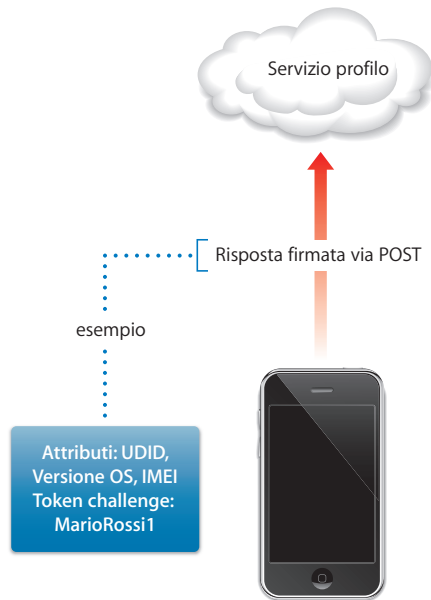 Servizio profilo
Risposta firmata via POST
esempio
Attributi: UDID,
Versione OS, IMEI
Token challenge:
MarioRossi1